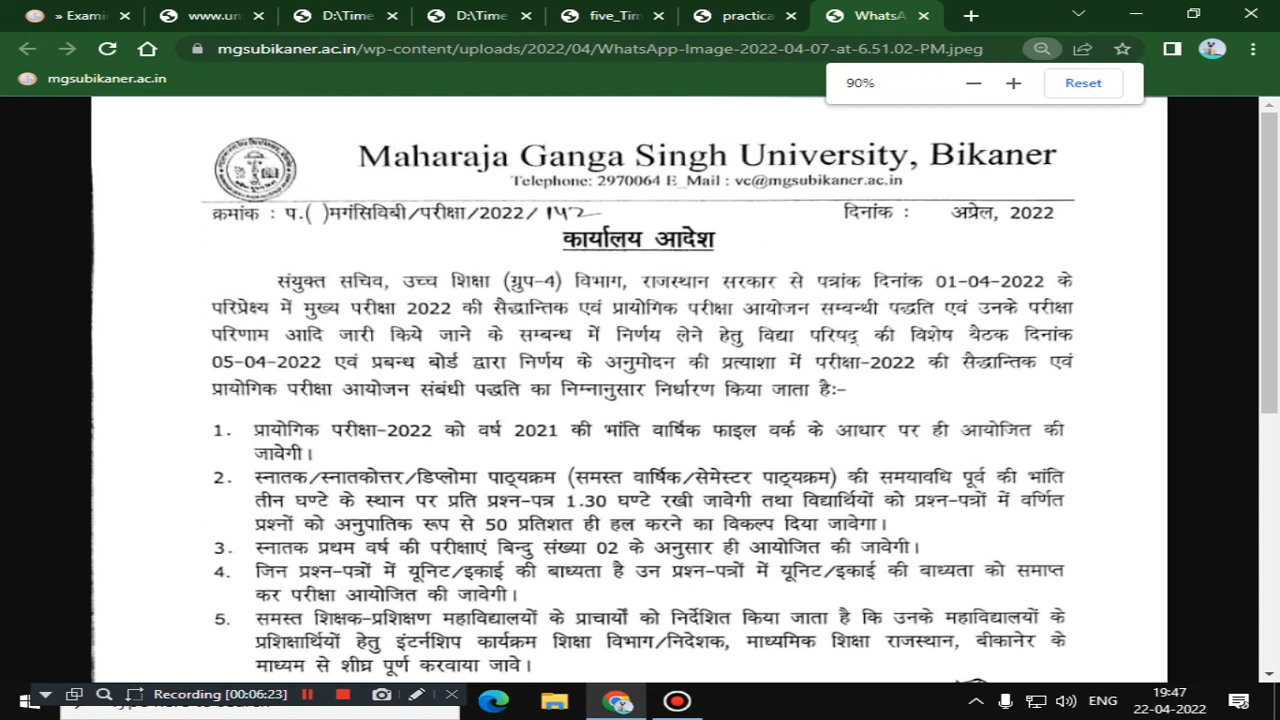 » Examin
www.un
D:\Time
D:\Time
five_Tim
practica
WhatsA
mgsubikaner.ac.in/wp-content/uploads/2022/04/WhatsApp-Image-2022-04-07-at-6.51.02-PM.jpeg
mgsubikaner.ac.in
90%
Reset
Maharaja Ganga Singh University, Bikaner
Telephone: 2970064 E_Mail : vc@mgsubikaner.ac.in
क्रमांक : प.( )मगंसिविबी/परीक्षा/2022/142 दिनांक : अप्रेल, 2022
कार्यालय आदेश
संयुक्त सचिव, उच्च शिक्षा (ग्रुप-4) विभाग, राजस्थान सरकार से पत्रांक दिनांक 01-04-2022 के
परिप्रेक्ष्य में मुख्य परीक्षा 2022 की सैद्धान्तिक एवं प्रायोगिक परीक्षा आयोजन सम्वन्धी पद्धति एवं उनके परीक्षा
परिणाम आदि जारी किये जाने के सम्बन्ध में निर्णय लेने हेतु विद्या परिषद् की विशेष बैठक दिनांक
05-04-2022 एवं प्रबन्ध बोर्ड द्वारा निर्णय के अनुमोदन की प्रत्याशा में परीक्षा-2022 की सैद्धान्तिक एवं
प्रायोगिक परीक्षा आयोजन संबंधी पद्धति का निम्नानुसार निर्धारण किया जाता हैः-
1. प्रायोगिक परीक्षा-2022 को वर्ष 2021 की भांति वार्षिक फाइल वर्क के आधार पर ही आयोजित की
जावेगी।
2. स्नातक/स्नातकोत्तर/डिप्लोमा पाठ्यक्रम (समस्त वार्षिक/सेमेस्टर पाठ्यक्रम) की समयावधि पूर्व की भांति
तीन घण्टे के स्थान पर प्रति प्रश्न-पत्र 1.30 घण्टे रखी जावेगी तथा विद्यार्थियों को प्रश्न-पत्रों में वर्णित
प्रश्नों को अनुपातिक रूप से 50 प्रतिशत ही हल करने का विकल्प दिया जावेगा।
3. स्नातक प्रथम वर्ष की परीक्षाएं बिन्दु संख्या 02 के अनुसार ही आयोजित की जावेगी।
4. जिन प्रश्न-पत्रों में यूनिट/इकाई की बाध्यता है उन प्रश्न-पत्रों में यूनिट/इकाई की बाध्यता को समाप्त
कर परीक्षा आयोजित की जावेगी।
5. समस्त शिक्षक-प्रशिक्षण महाविद्यालयों के प्राचार्यों को निर्देशित किया जाता है कि उनके महाविद्यालयों के
प्रशिक्षार्थियों हेतु इंटर्नशिप कार्यक्रम शिक्षा विभाग/निदेशक, माध्यमिक शिक्षा राजस्थान, बीकानेर के
माध्यम से शीघ्र पूर्ण करवाया जावे।
Recording [00:06:23]
ENG
19:47
22-04-2022